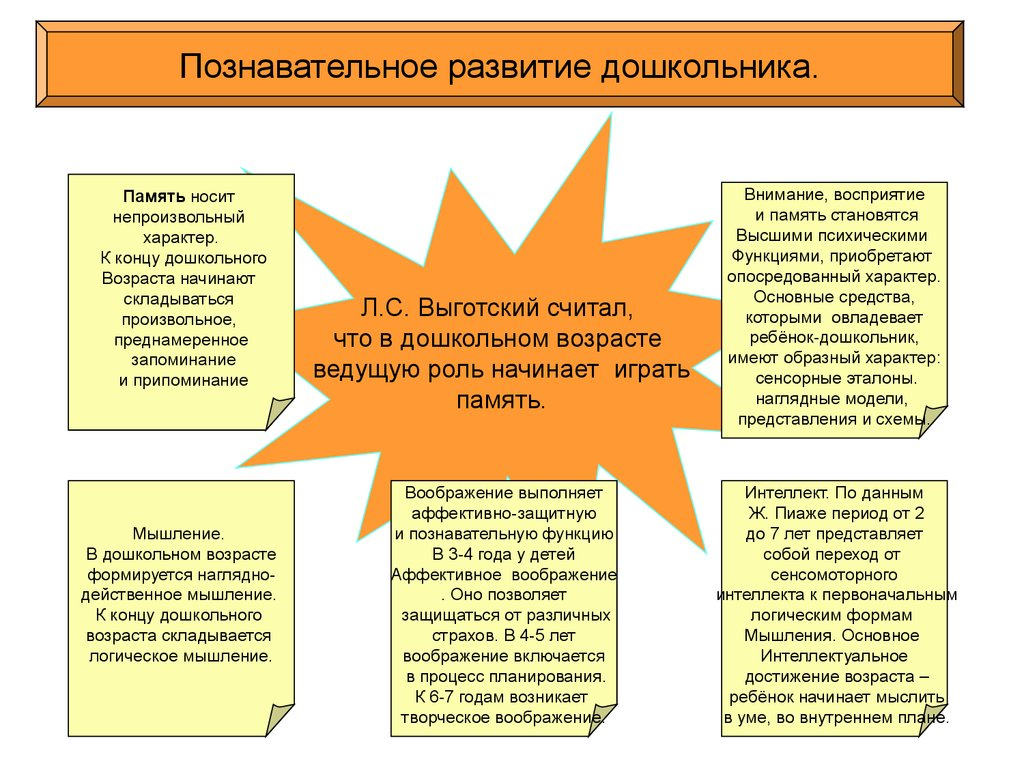 Познавательное развитие дошкольника.
Память носит
непроизвольный
характер.
К концу дошкольного
Возраста начинают
складываться
произвольное,
преднамеренное
запоминание
и припоминание
Л.С. Выготский считал,
что в дошкольном возрасте
ведущую роль начинает играть
память.
Внимание, восприятие
и память становятся
Высшими психическими
Функциями, приобретают
опосредованный характер.
Основные средства,
которыми овладевает
ребёнок-дошкольник,
имеют образный характер:
сенсорные эталоны.
наглядные модели,
представления и схемы.
Мышление.
В дошкольном возрасте
формируется наглядно-
действенное мышление.
К концу дошкольного
возраста складывается
логическое мышление.
Воображение выполняет
аффективно-защитную
и познавательную функцию
В 3-4 года у детей
Аффективное воображение
. Оно позволяет
защищаться от различных
страхов. В 4-5 лет
воображение включается
в процесс планирования.
К 6-7 годам возникает
творческое воображение.
Интеллект. По данным
Ж. Пиаже период от 2
до 7 лет представляет
собой переход от
сенсомоторного
интеллекта к первоначальным
логическим формам
Мышления. Основное
Интеллектуальное
достижение возраста –
ребёнок начинает мыслить
в уме, во внутреннем плане.